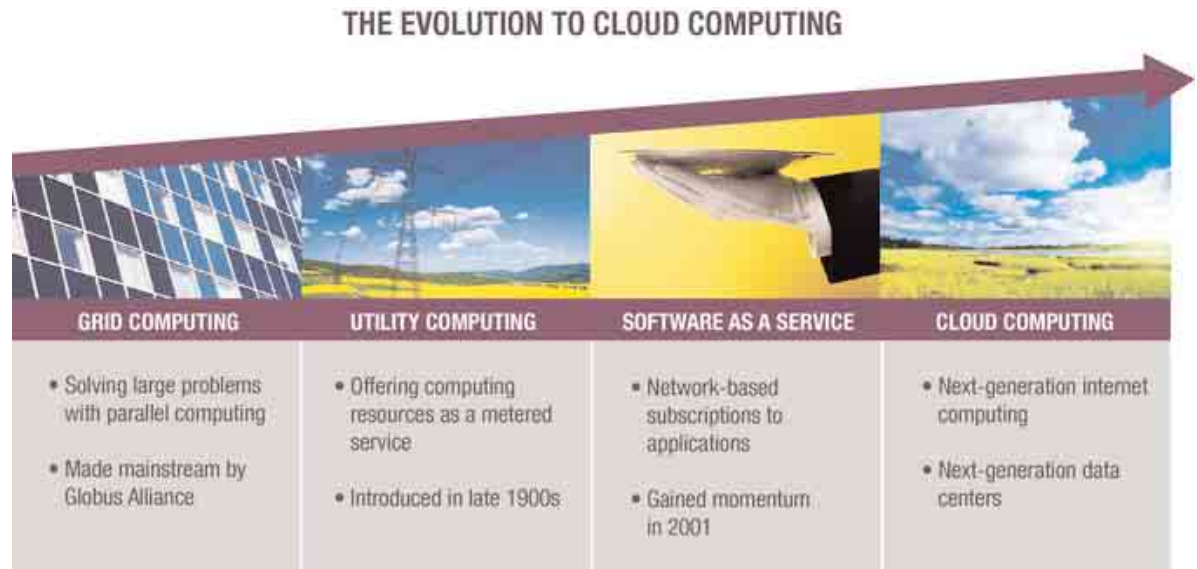 THE EVOLUTION TO CLOUD COMPUTING
GRID COMPUTING
• Solving large problems
with parallel computing
• Made mainstream by
Globus Alliance
UTILITY COMPUTING
• Offering computing
resources as a metered
service
• Introduced in late 1900s
SOFTWARE AS A SERVICE
• Network-based
subscriptions to
applications
• Gained momentum
in 2001
CLOUD COMPUTING
• Next-generation internet
computing
• Next-generation data
centers